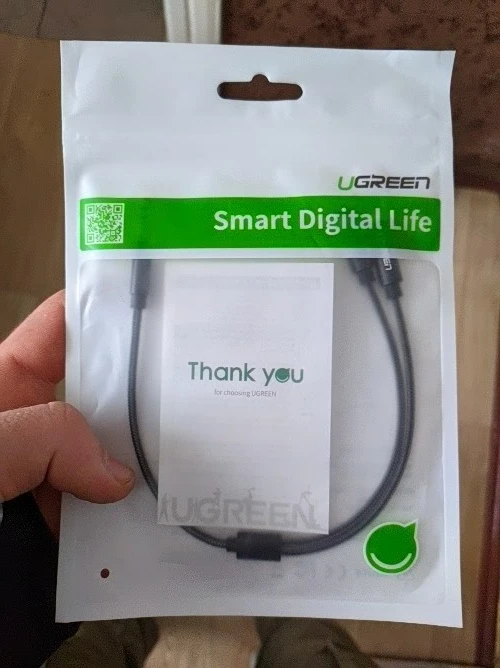 UGREEN
Smart Digital Life
Thank you
for choosing UGREEN
UGREEN